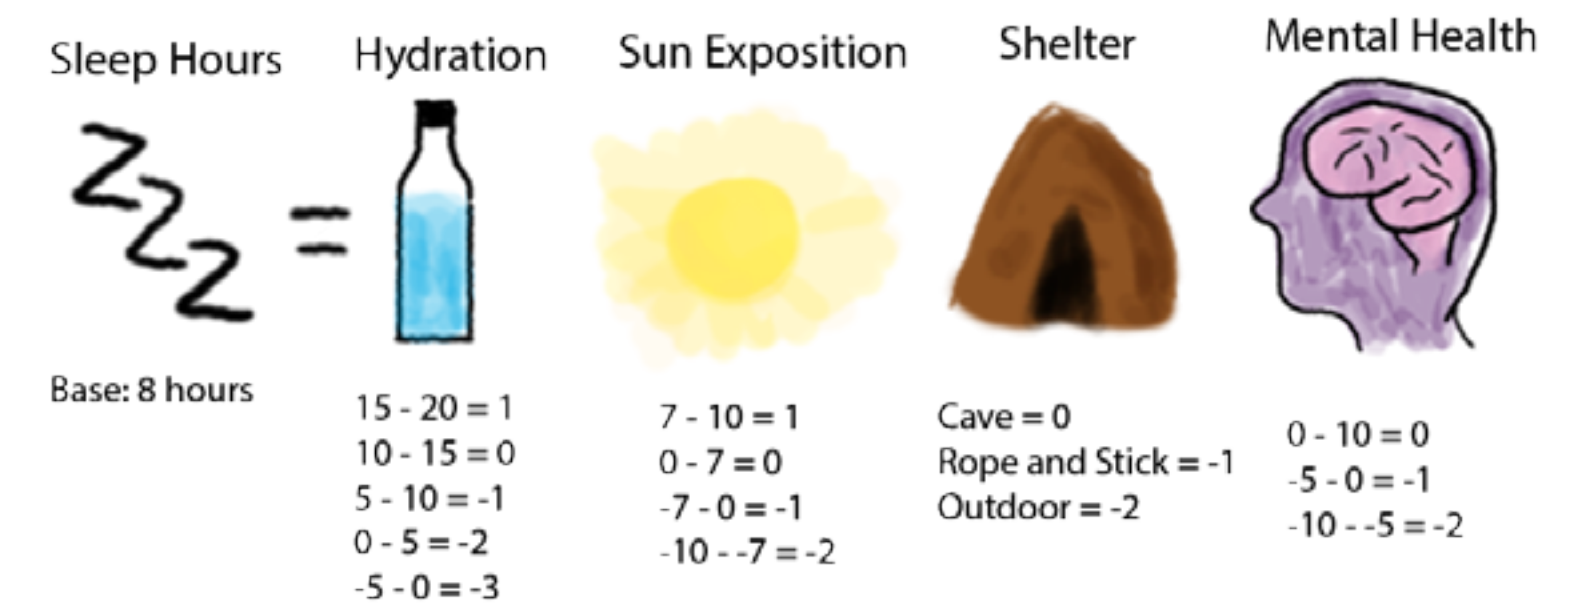 Sleep Hours
Hydration
Sun Exposition
Shelter
Mental Health
zzz
=
Base: 8 hours
15 - 20 = 1
10 - 15 = 0
5 - 10 = -1
0 - 5 = -2
-5 - 0 = -3
7 - 10 = 1
0 - 7 = 0
-7 - 0 = -1
-10 - -7 = -2
Cave = 0
Rope and Stick = -1
Outdoor = -2
0 - 10 = 0
-5 - 0 = -1
-10 - -5 = -2